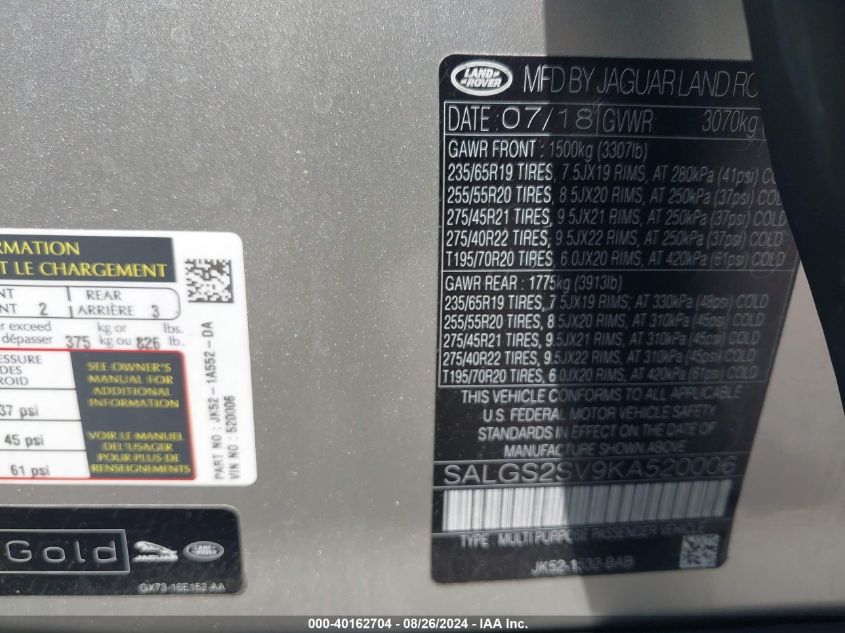 RMATION
T LE CHARGEMENT
NT 2 REAR
NT ARRIÈRE 3
er exceed kg or lbs.
dépasser 375 kg ou 826 lb.
ESSURE
DES
ROID
37 psi
45 psi
61 psi
SEE OWNER'S
MANUAL FOR
ADDITIONAL
INFORMATION
VOIR LE MANUEL
DE L'USAGER
POUR PLUS DE
RENSEIGNEMENTS
PART NO : JK52-1A552-DA
VIN NO : 520006
Gold JAGUAR LAND ROVER
GX73-16E152-AA
LAND ROVER MFD BY JAGUAR LAND RO
DATE 07/18 GVWR 3070kg (
GAWR FRONT : 1500kg (3307lb)
235/65R19 TIRES, 7.5JX19 RIMS, AT 280kPa (41psi) CO
255/55R20 TIRES, 8.5JX20 RIMS, AT 250kPa (37psi) CO
275/45R21 TIRES, 9.5JX21 RIMS, AT 250kPa (37psi) COL
275/40R22 TIRES, 9.5JX22 RIMS, AT 250kPa (37psi) COLD
T195/70R20 TIRES, 6.0JX20 RIMS, AT 420kPa (61psi) COLD
GAWR REAR : 1775kg (3913lb)
235/65R19 TIRES, 7.5JX19 RIMS, AT 330kPa (48psi) COLD
255/55R20 TIRES, 8.5JX20 RIMS, AT 310kPa (45psi) COLD
275/45R21 TIRES, 9.5JX21 RIMS, AT 310kPa (45psi) COLD
275/40R22 TIRES, 9.5JX22 RIMS, AT 310kPa (45psi) COLD
T195/70R20 TIRES, 6.0JX20 RIMS, AT 420kPa (61psi) COLD
THIS VEHICLE CONFORMS TO ALL APPLICABLE
U.S. FEDERAL MOTOR VEHICLE SAFETY
STANDARDS IN EFFECT ON THE DATE OF
MANUFACTURE SHOWN ABOVE.
SALGS2SV9KA520006
TYPE: MULTI PURPOSE PASSENGER VEHICLE
000-40162704 - 08/26/2024 - IAA Inc.